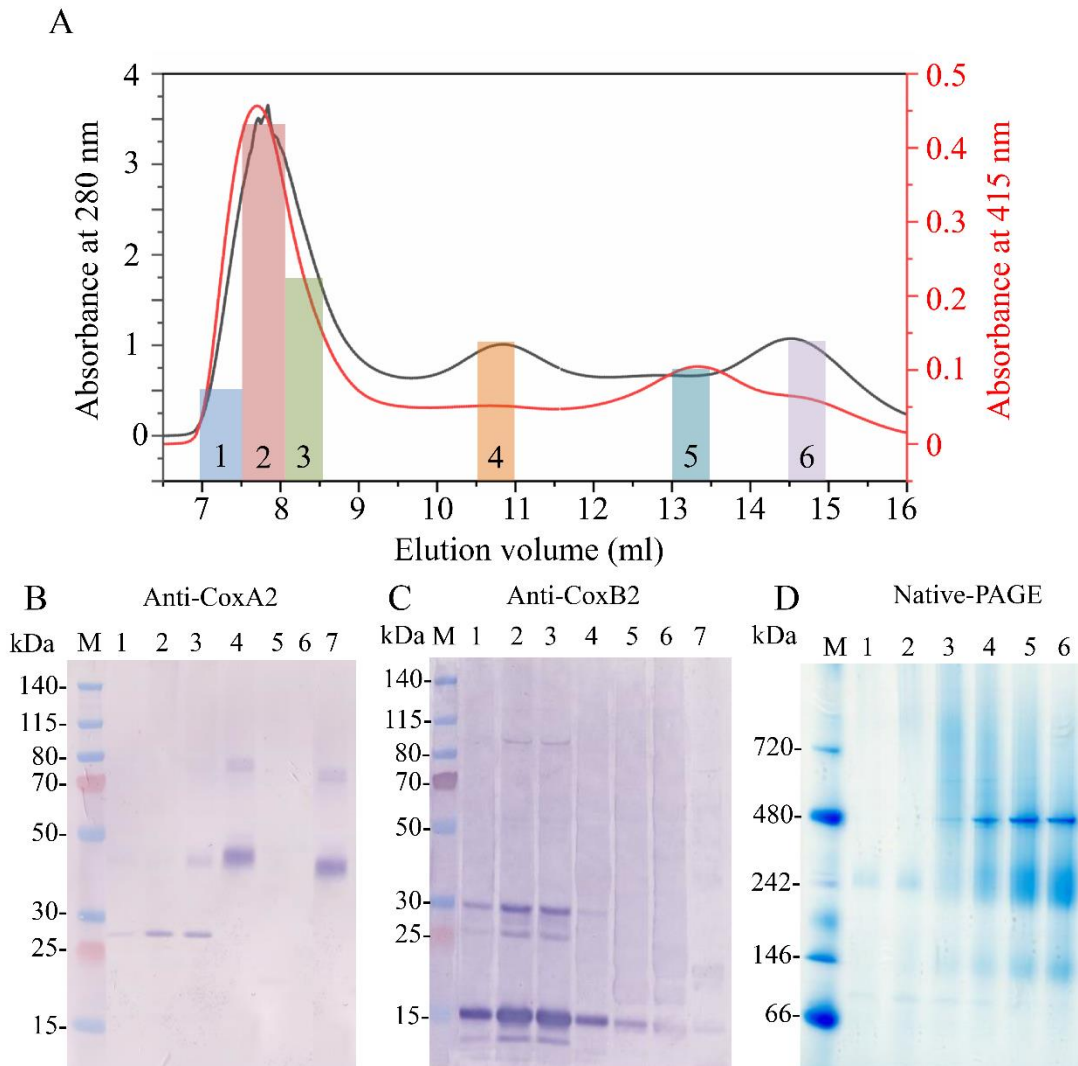 A
4
3
2
1
0
Absorbance at 280 nm
0.5
0.4
0.3
0.2
0.1
0
Absorbance at 415 nm
1 2 3 4 5 6
7 8 9 10 11 12 13 14 15 16
Elution volume (ml)
B Anti-CoxA2
kDa M 1 2 3 4 5 6 7
140-
115-
80-
70-
50-
30-
25-
15-
C Anti-CoxB2
kDa M 1 2 3 4 5 6 7
140-
115-
80-
70-
50-
30-
25-
15-
D Native-PAGE
kDa M 1 2 3 4 5 6
720-
480-
242-
146-
66-